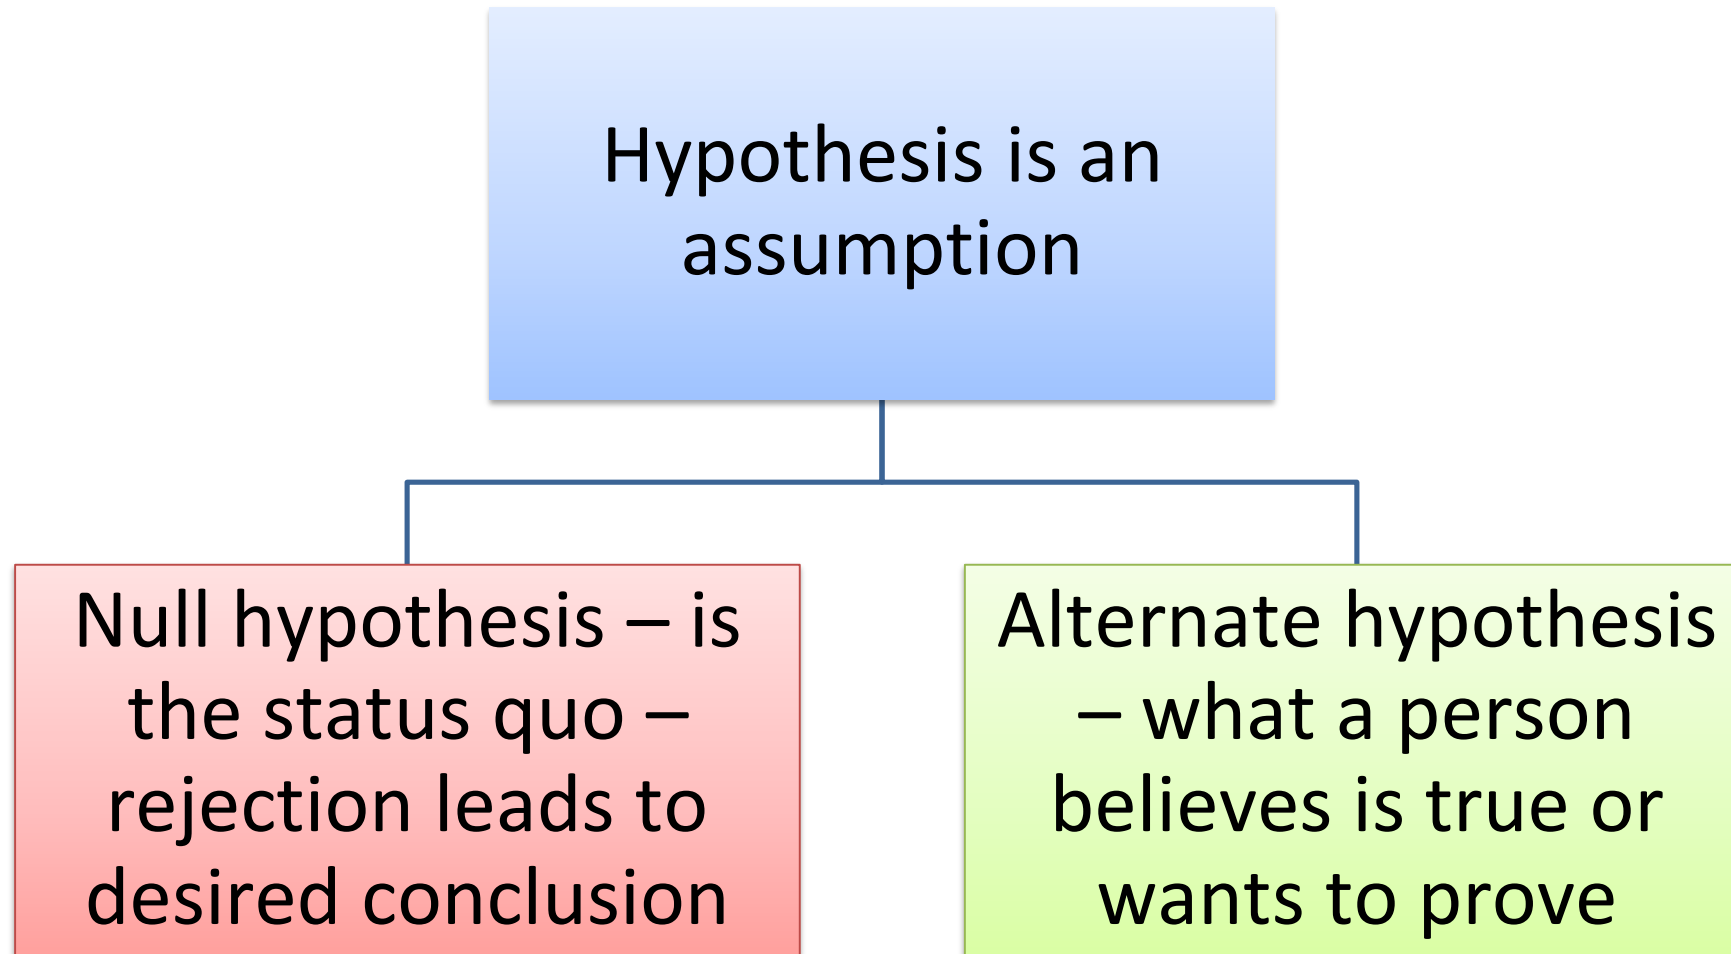 Hypothesis is an
assumption
Null hypothesis – is
the status quo –
rejection leads to
desired conclusion
Alternate hypothesis
– what a person
believes is true or
wants to prove